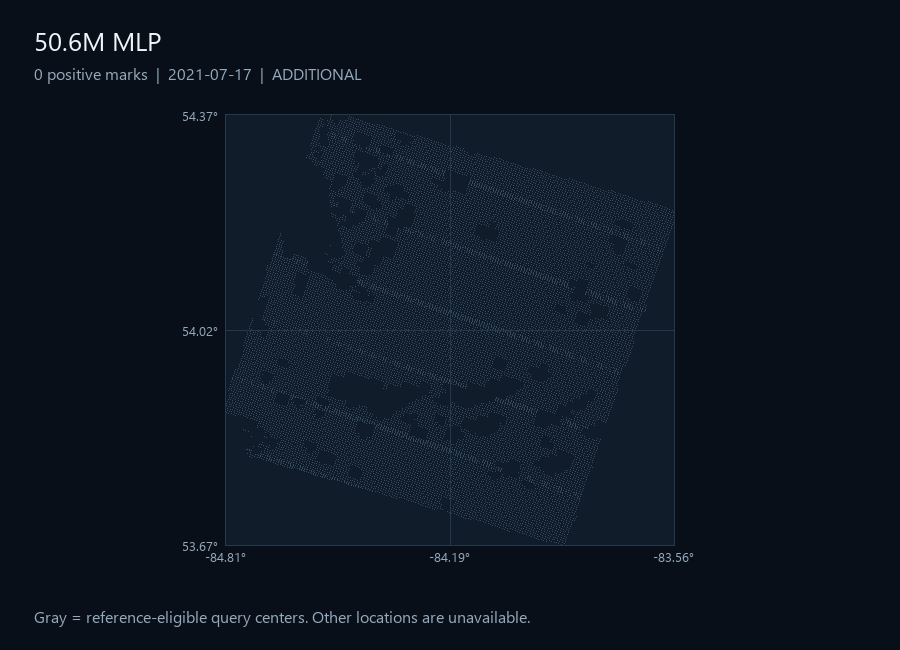 50.6M MLP
0 positive marks | 2021-07-17 | ADDITIONAL
54.37°
54.02°
53.67°
-84.81°
-84.19°
-83.56°
Gray = reference-eligible query centers. Other locations are unavailable.